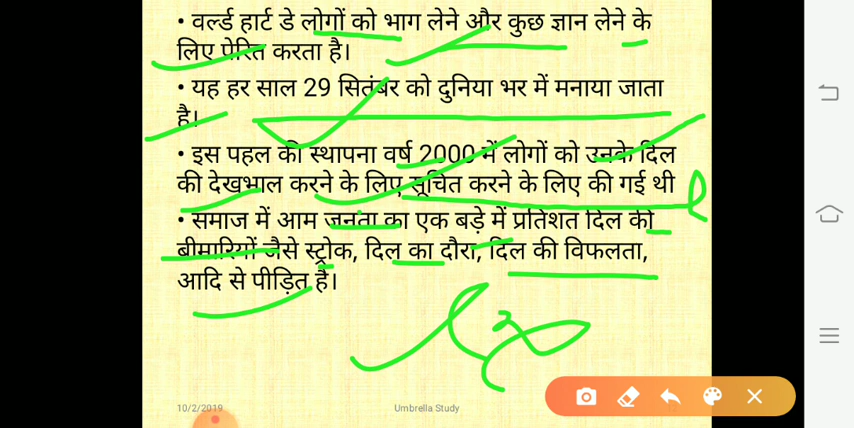 • वर्ल्ड हार्ट डे लोगों को भाग लेने और कुछ ज्ञान लेने के
लिए पेरित करता है।
• यह हर साल 29 सितंबर को दुनिया भर में मनाया जाता
है।
• इस पहल की स्थापना वर्ष 2000 में लोगों को उनके दिल
की देखभाल करने के लिए सूचित करने के लिए की गई थी
• समाज में आम जनता का एक बड़े में प्रतिशत दिल की
बीमारियों जैसे स्ट्रोक, दिल का दौरा, दिल की विफलता,
आदि से पीड़ित है।
10/2/2019
Umbrella Study